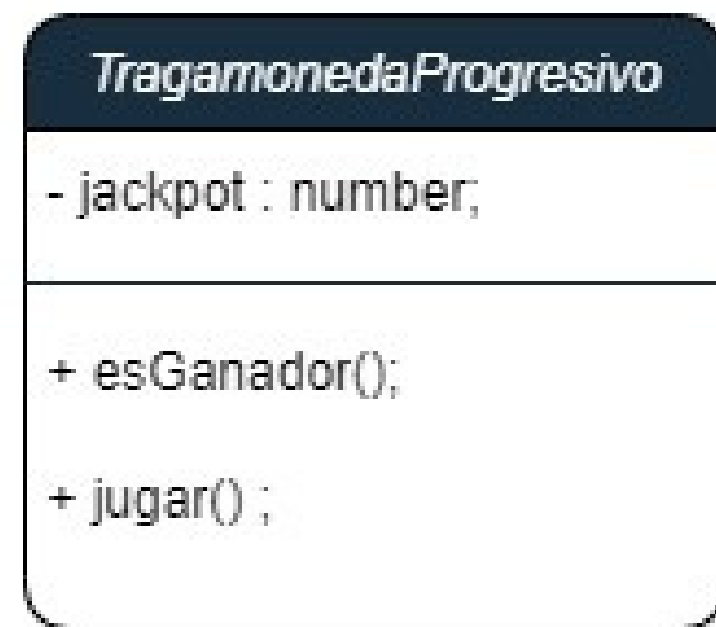 TragamonedaProgresivo
- jackpot : number;
+ esGanador();
+ jugar() ;